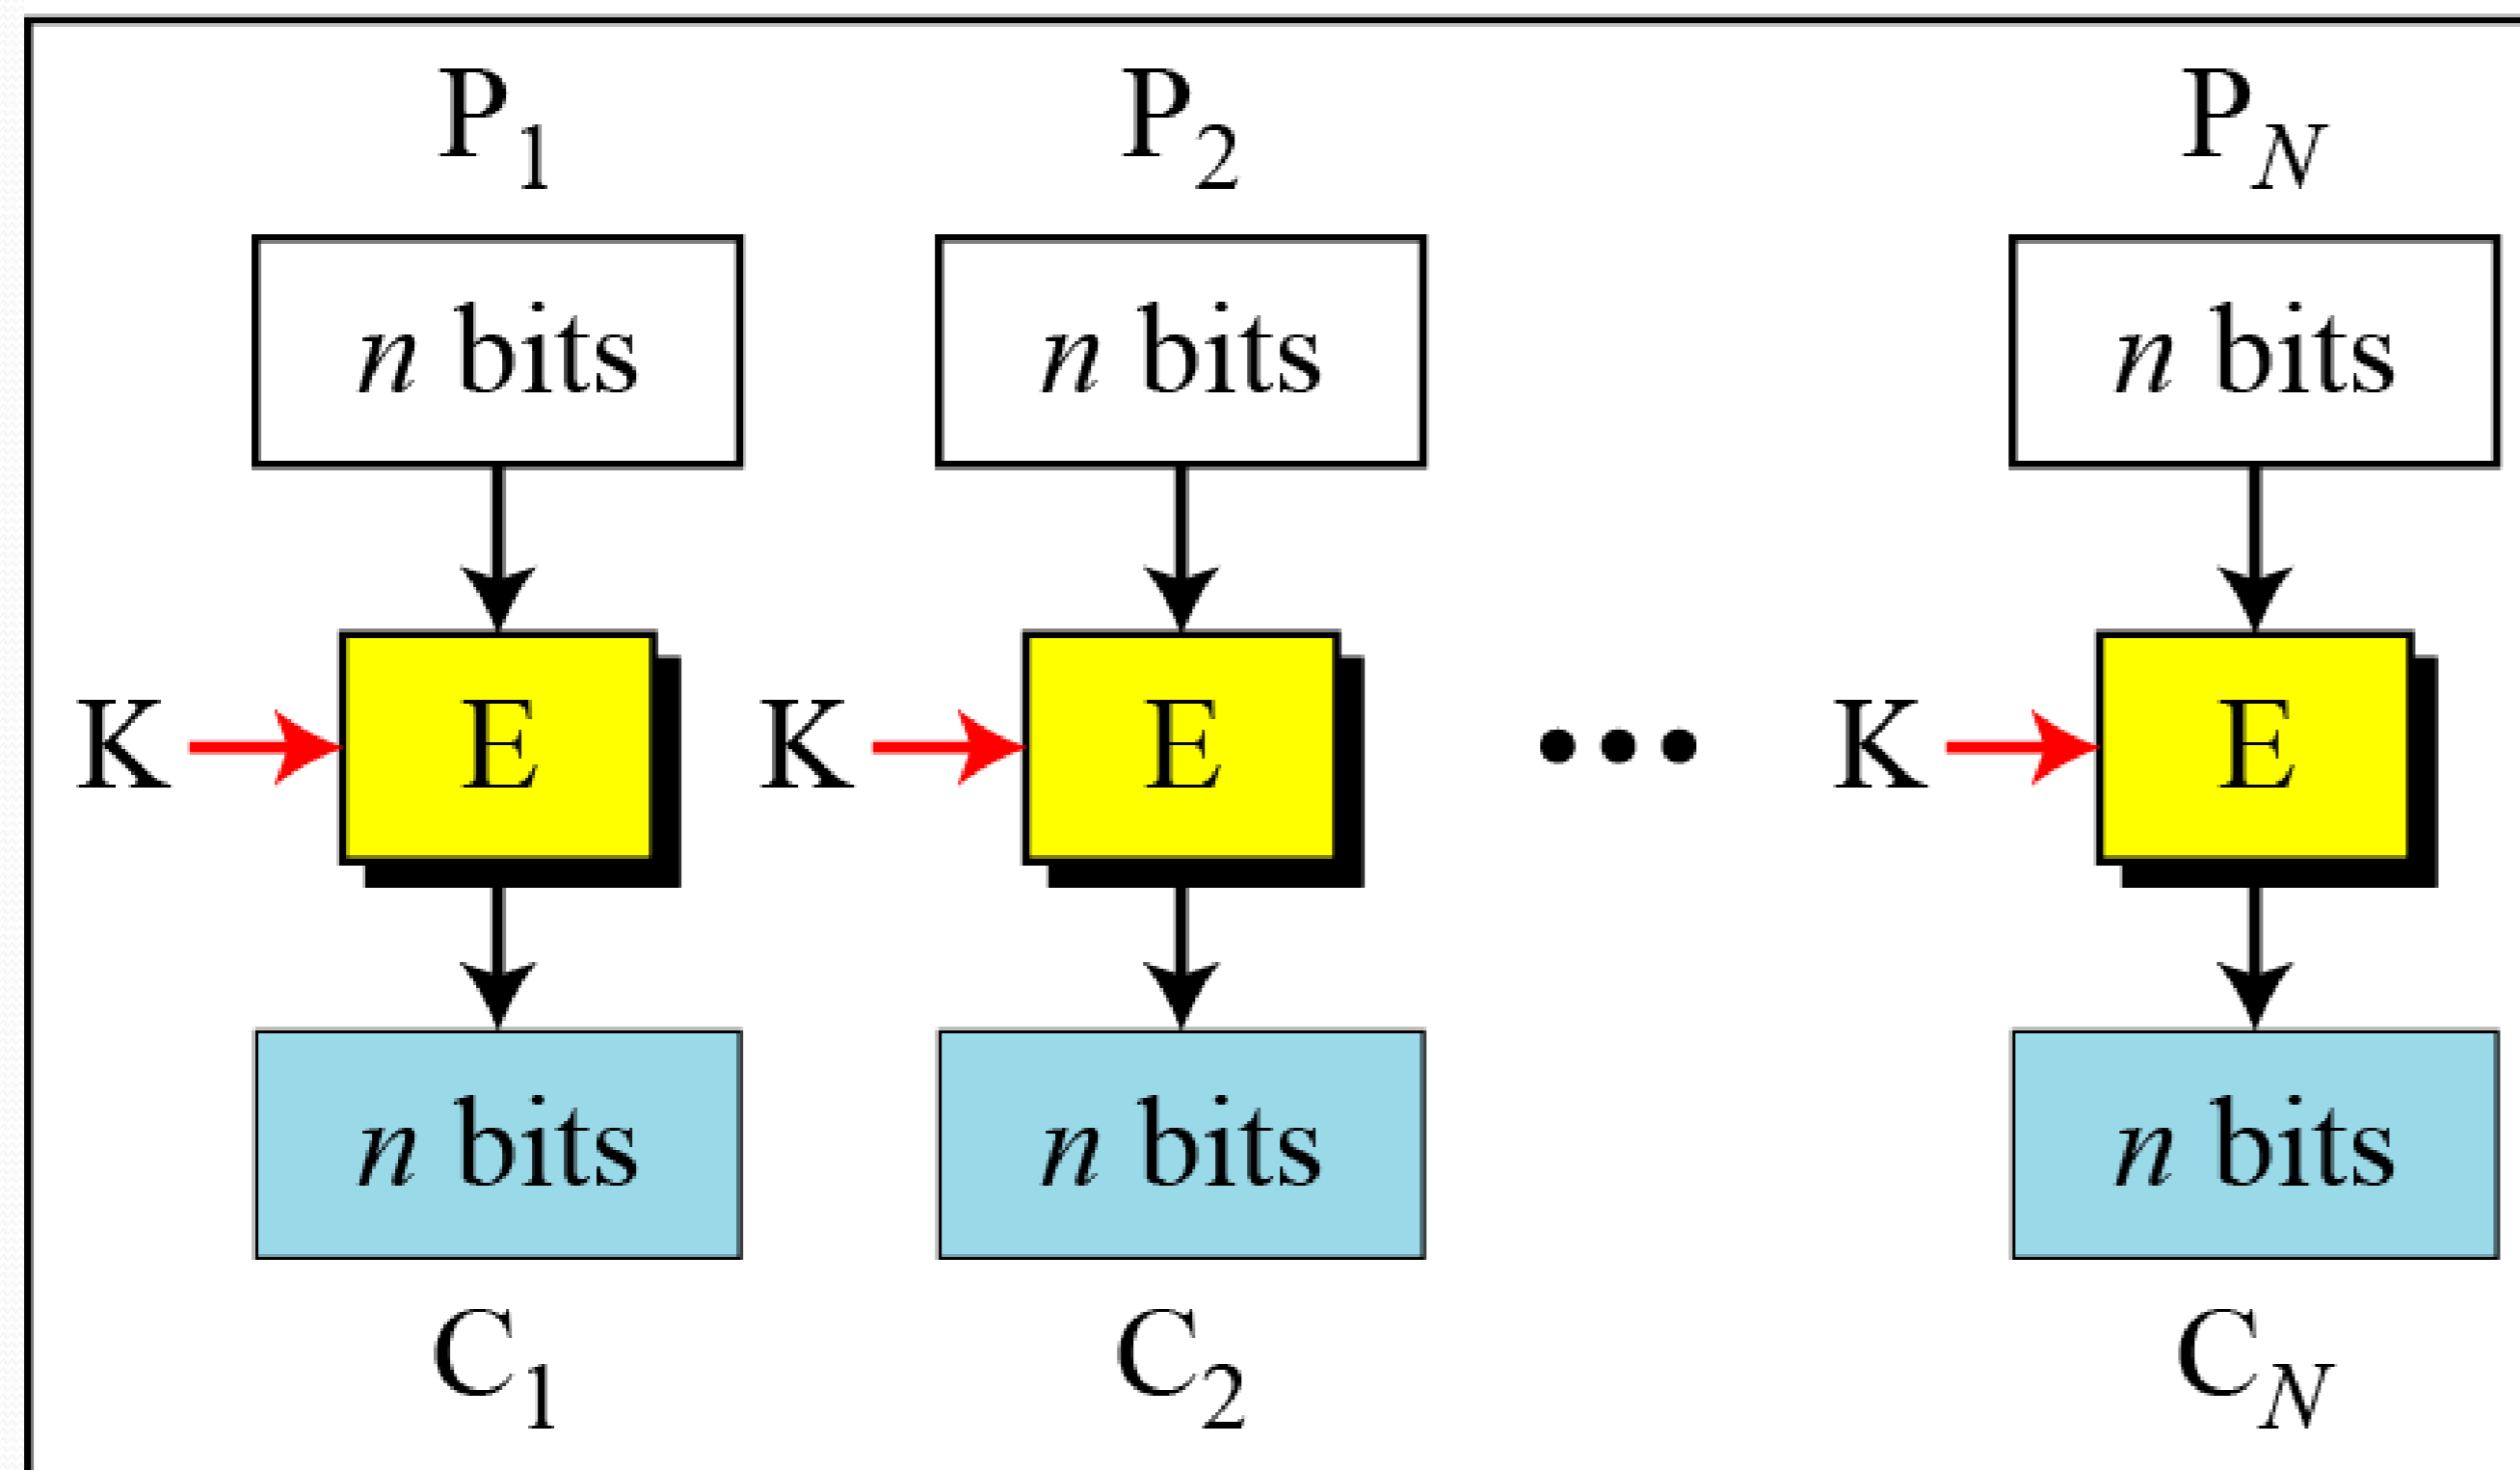 P1 P2 PN
n bits n bits n bits
K E K E ••• K E
n bits n bits n bits
C1 C2 CN